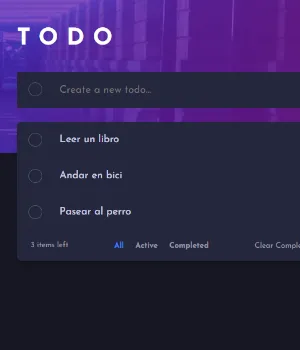 TODO
Create a new todo...
Leer un libro
Andar en bici
Pasear al perro
3 items left All Active Completed Clear Comple